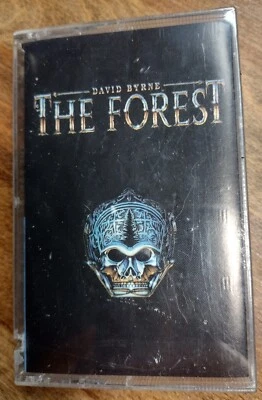 DAVID BYRNE
THE FOREST